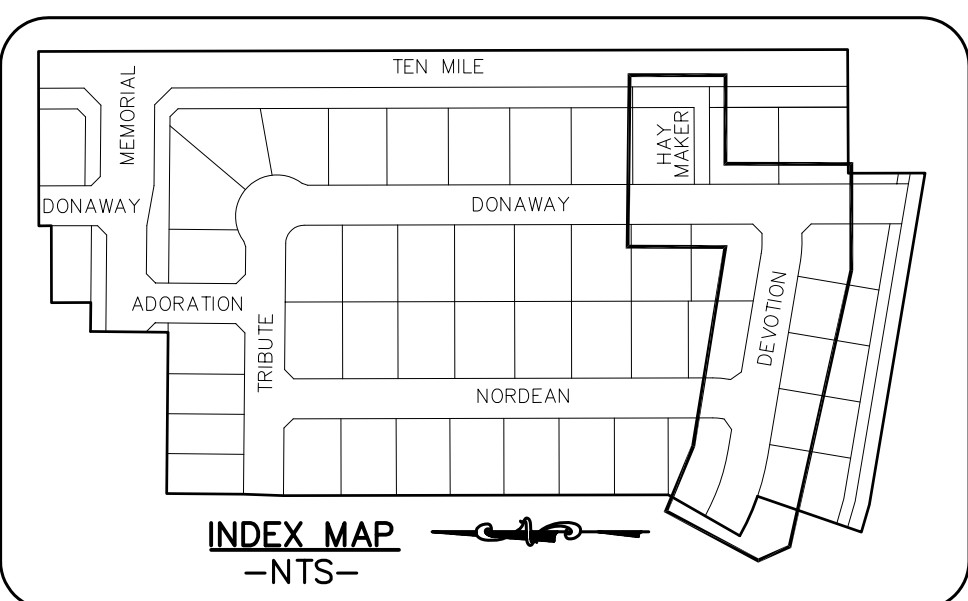 TEN MILE
MEMORIAL
HAY
MAKER
DONAWAY
DONAWAY
ADORATION
TRIBUTE
DEVOTION
NORDEAN
INDEX MAP
-NTS-